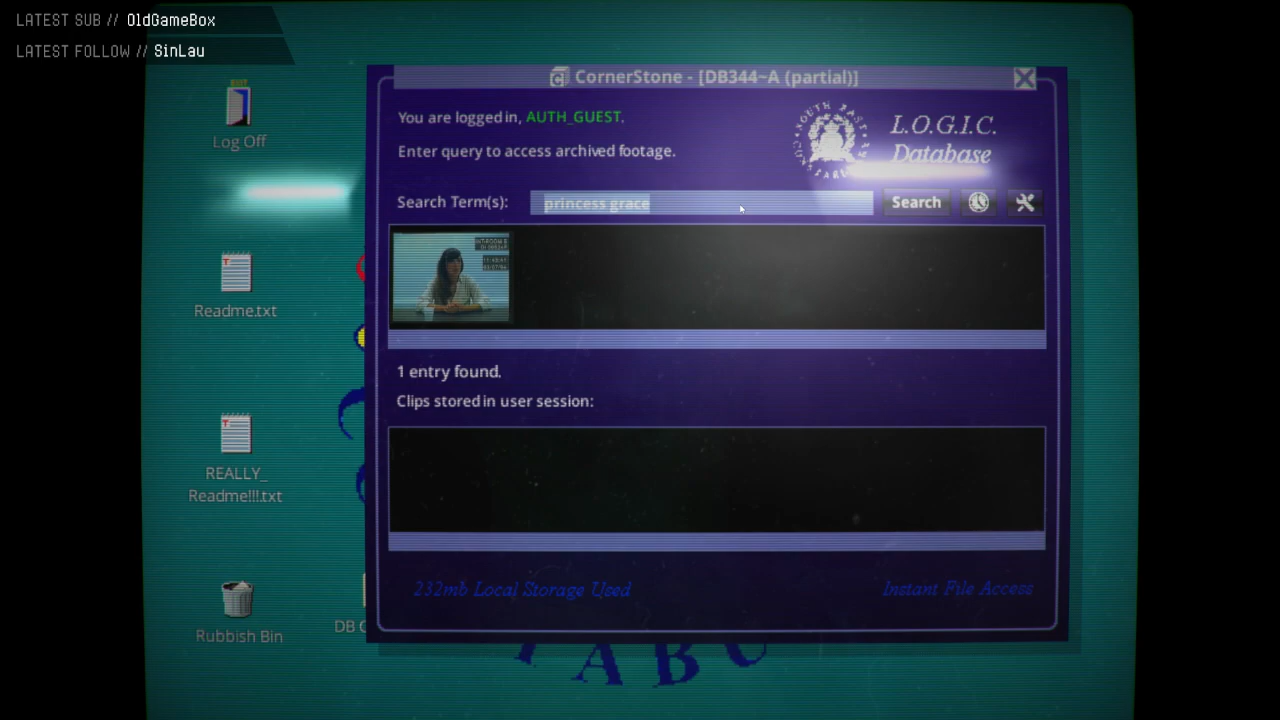 LATEST SUB // OldGameBox
LATEST FOLLOW // SinLau
CornerStone - [DB344~A (partial)]
You are logged in, AUTH_GUEST.
Enter query to access archived footage.
L.O.G.I.C.
Database
Search Term(s):
princess grace
Search
1 entry found.
Clips stored in user session:
232mb Local Storage Used
Instant File Access
Log Off
Readme.txt
REALLY_
Readme!!!.txt
Rubbish Bin
DB